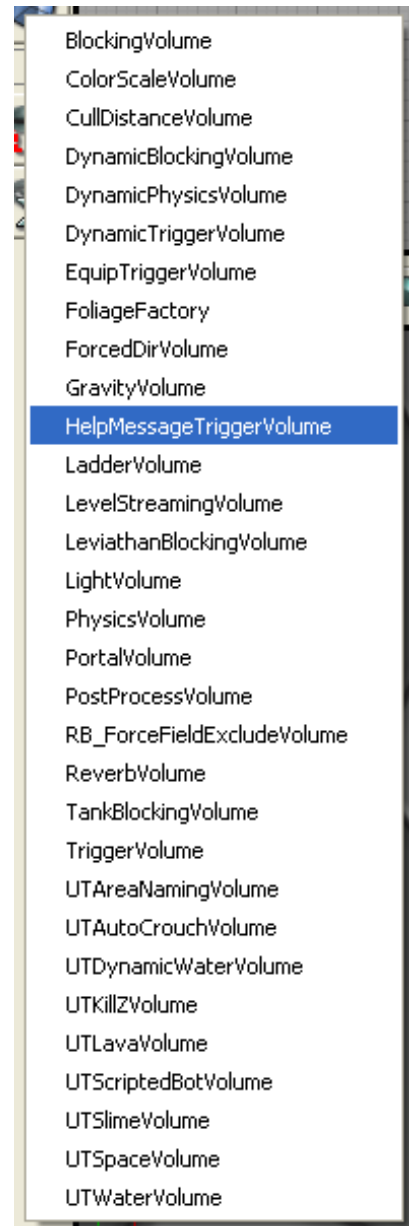 BlockingVolume
ColorScaleVolume
CullDistanceVolume
DynamicBlockingVolume
DynamicPhysicsVolume
DynamicTriggerVolume
EquipTriggerVolume
FoliageFactory
ForcedDirVolume
GravityVolume
HelpMessageTriggerVolume
LadderVolume
LevelStreamingVolume
LeviathanBlockingVolume
LightVolume
PhysicsVolume
PortalVolume
PostProcessVolume
RB_ForceFieldExcludeVolume
ReverbVolume
TankBlockingVolume
TriggerVolume
UTAreaNamingVolume
UTAutoCrouchVolume
UTDynamicWaterVolume
UTKillZVolume
UTLavaVolume
UTScriptedBotVolume
UTSlimeVolume
UTSpaceVolume
UTWaterVolume